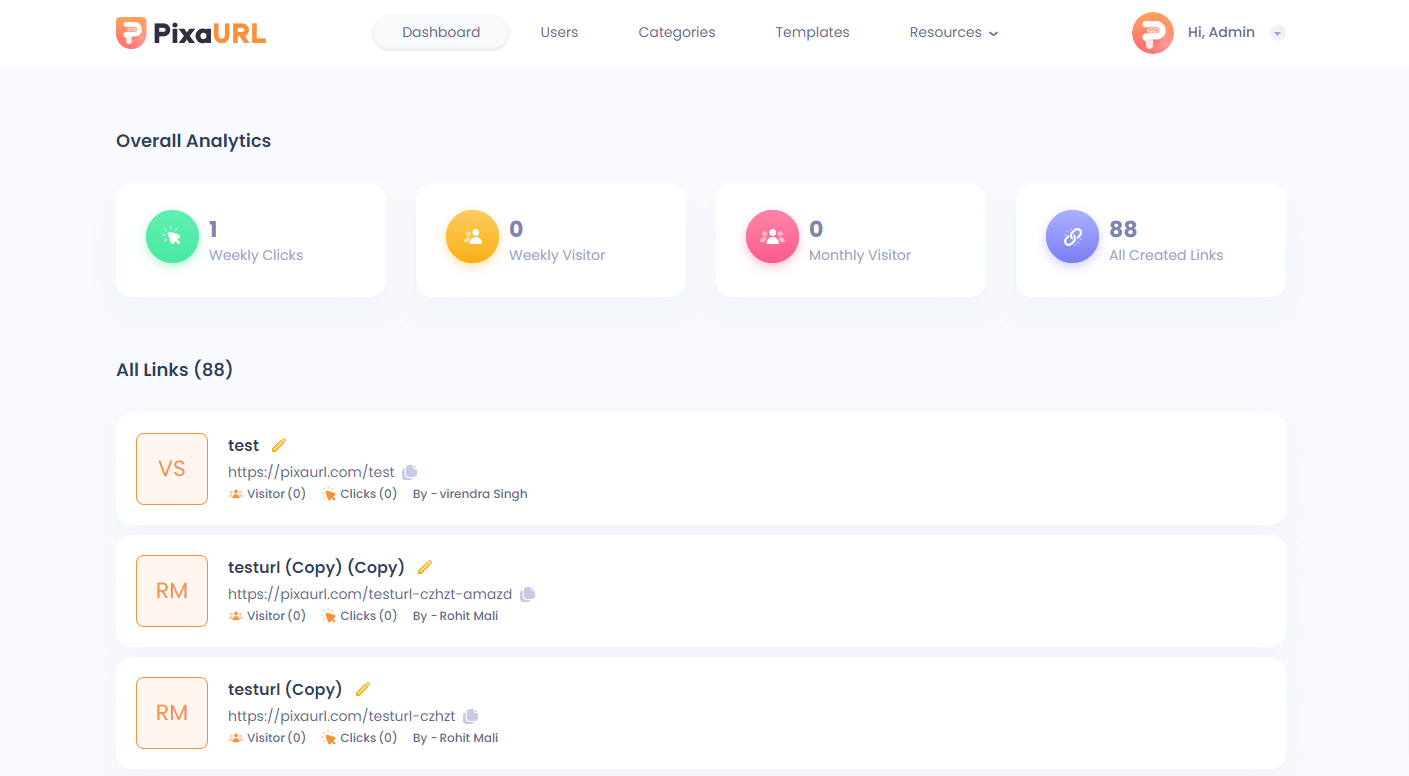 PixaURL
Dashboard Users Categories Templates Resources
Hi, Admin
Overall Analytics
1
Weekly Clicks
0
Weekly Visitor
0
Monthly Visitor
88
All Created Links
All Links (88)
VS
test
https://pixaurl.com/test
Visitor (0) Clicks (0) By - virendra Singh
RM
testurl (Copy) (Copy)
https://pixaurl.com/testurl-czhzt-amazd
Visitor (0) Clicks (0) By - Rohit Mali
RM
testurl (Copy)
https://pixaurl.com/testurl-czhzt
Visitor (0) Clicks (0) By - Rohit Mali